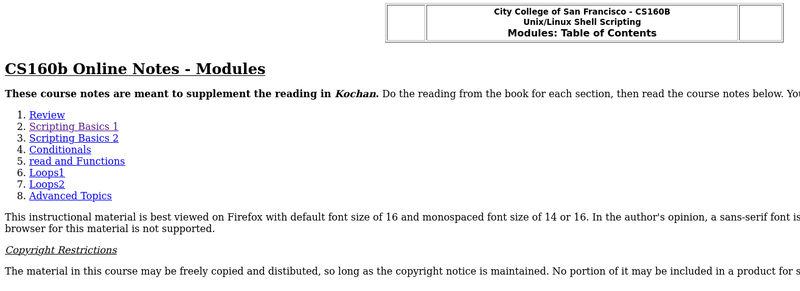 City College of San Francisco - CS160B
Unix/Linux Shell Scripting
Modules: Table of Contents
CS160b Online Notes - Modules
These course notes are meant to supplement the reading in Kochan. Do the reading from the book for each section, then read the course notes below. You
1. Review
2. Scripting Basics 1
3. Scripting Basics 2
4. Conditionals
5. read and Functions
6. Loops1
7. Loops2
8. Advanced Topics
This instructional material is best viewed on Firefox with default font size of 16 and monospaced font size of 14 or 16. In the author's opinion, a sans-serif font is
browser for this material is not supported.
Copyright Restrictions
The material in this course may be freely copied and distibuted, so long as the copyright notice is maintained. No portion of it may be included in a product for s